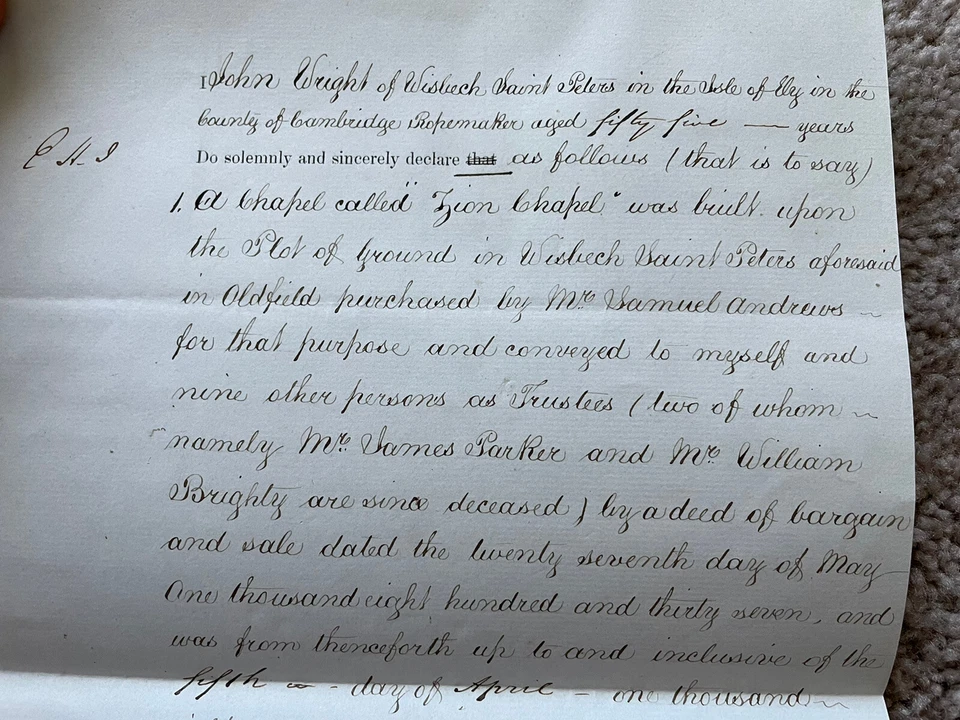 I John Wright of Wisbech Saint Peters in the Isle of Ely in the
County of Cambridge Ropemaker aged fifty five — years
Do solemnly and sincerely declare that as follows (that is to say)
1. A Chapel called "Zion Chapel" was built upon
the Plot of ground in Wisbech Saint Peters aforesaid
in Oldfield purchased by Mr. Samuel Andrews
for that purpose and conveyed to myself and
nine other persons as Trustees (two of whom
namely Mr. James Parker and Mr. William
Brighty are since deceased) by a deed of bargain
and sale dated the twenty seventh day of May
One thousand eight hundred and thirty seven, and
was from thenceforth up to and inclusive of the
fifth - day of April - one thousand